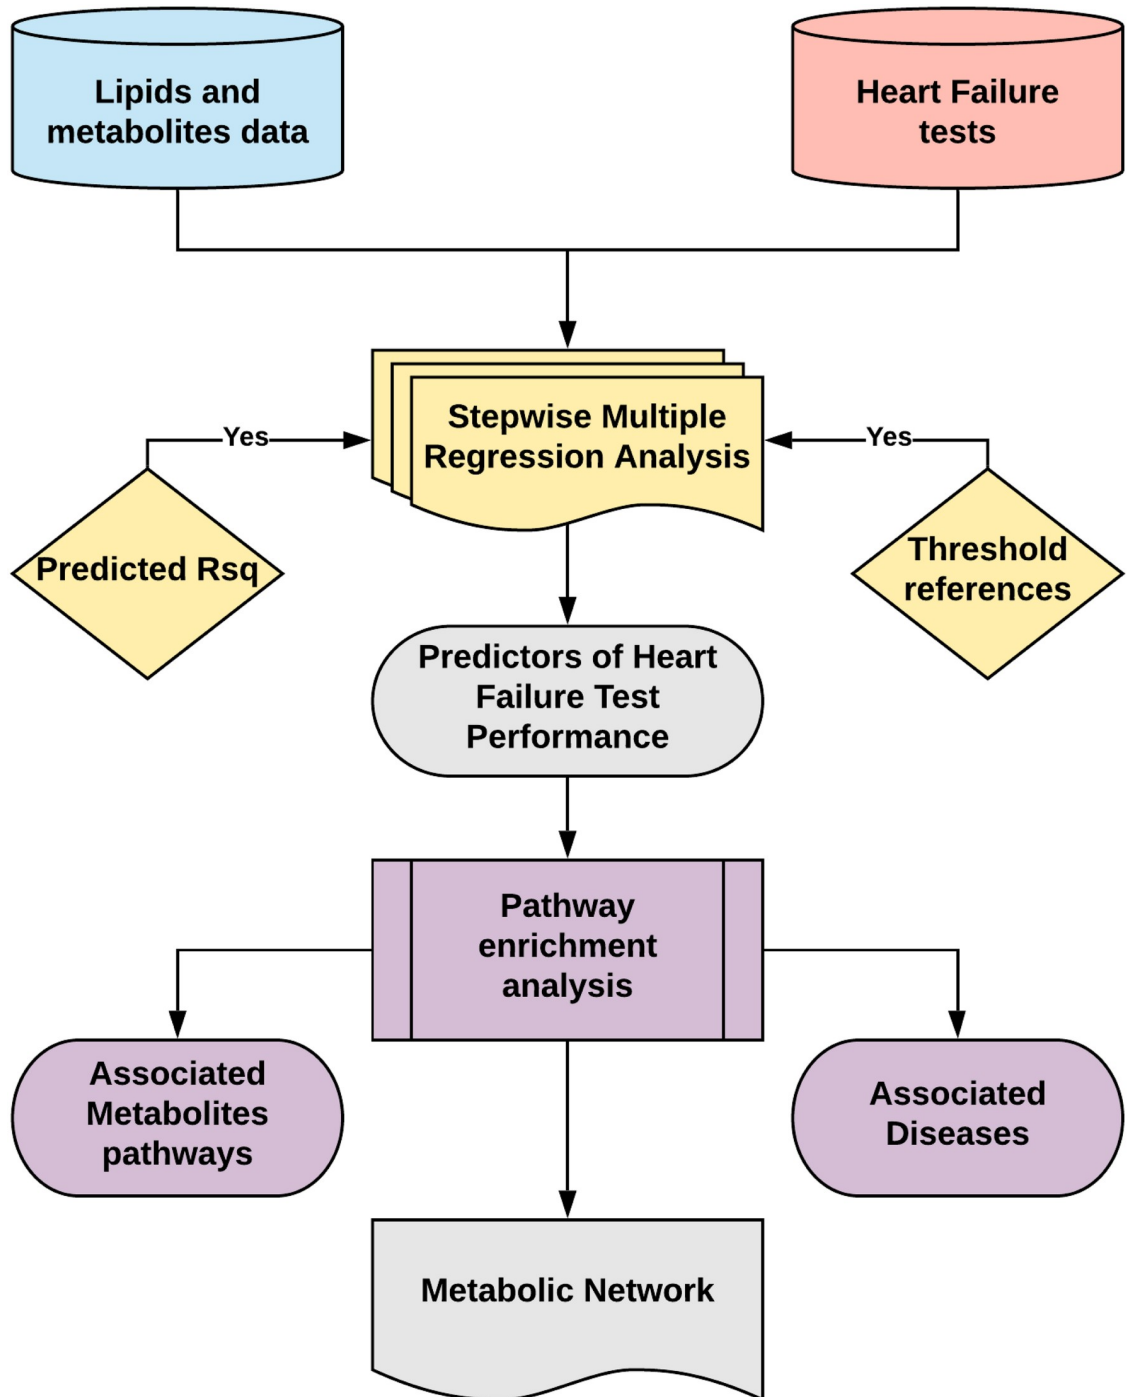 Lipids and
metabolites data
Heart Failure
tests
Stepwise Multiple
Regression Analysis
Yes
Yes
Predicted Rsq
Threshold
references
Predictors of Heart
Failure Test
Performance
Pathway
enrichment
analysis
Associated
Metabolites
pathways
Associated
Diseases
Metabolic Network